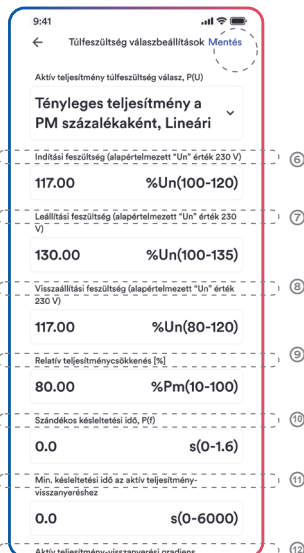 9:41
Túlfeszültség válaszbeállítások Mentés
Aktív teljesítmény túlfeszültség válasz, P(U)
Tényleges teljesítmény a
PM százalékaként, Lineári
Indítási feszültség (alapértelmezett "Un" érték 230 V)
6
117.00 %Un(100-120)
Leállítási feszültség (alapértelmezett "Un" érték 230
V)
7
130.00 %Un(100-135)
Visszaállítási feszültség (alapértelmezett "Un" érték
230 V)
8
117.00 %Un(80-120)
Relatív teljesítménycsökkenés [%]
9
80.00 %Pm(10-100)
Szándékos késleltetési idő, P(f)
10
0.0 s(0-1.6)
Min. késleltetési idő az aktív teljesítmény-
visszanyeréshez
11
0.0 s(0-6000)
Aktív teljesítmény-visszanyerési gradiens
12